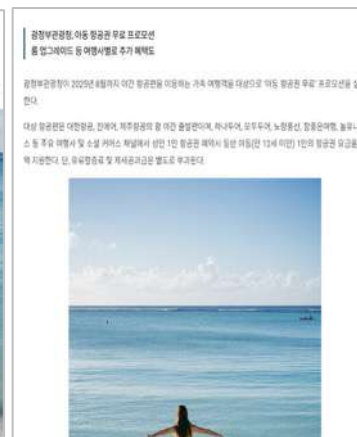 괌정부관광청, 아동 항공권 무료 프로모션
룸 업그레이드 등 여행사별로 추가 혜택도
괌정부관광청이 2025년 8월까지 야간 항공편을 이용하는 가족 여행객을 대상으로 '아동 항공권 무료' 프로모션을
한다.
대상 항공편은 대한항공, 진에어, 제주항공의 괌 야간 출발편이며, 하나투어, 모두투어, 노랑풍선, 참좋은여행,
스 등 주요 여행사 및 소셜 커머스 채널에서 성인 1인 항공권 예약시 동반 아동(만 12세 미만) 1인의 항공권 요금을
액 지원한다. 단, 유류할증료 및 제세공과금은 별도로 부과된다.